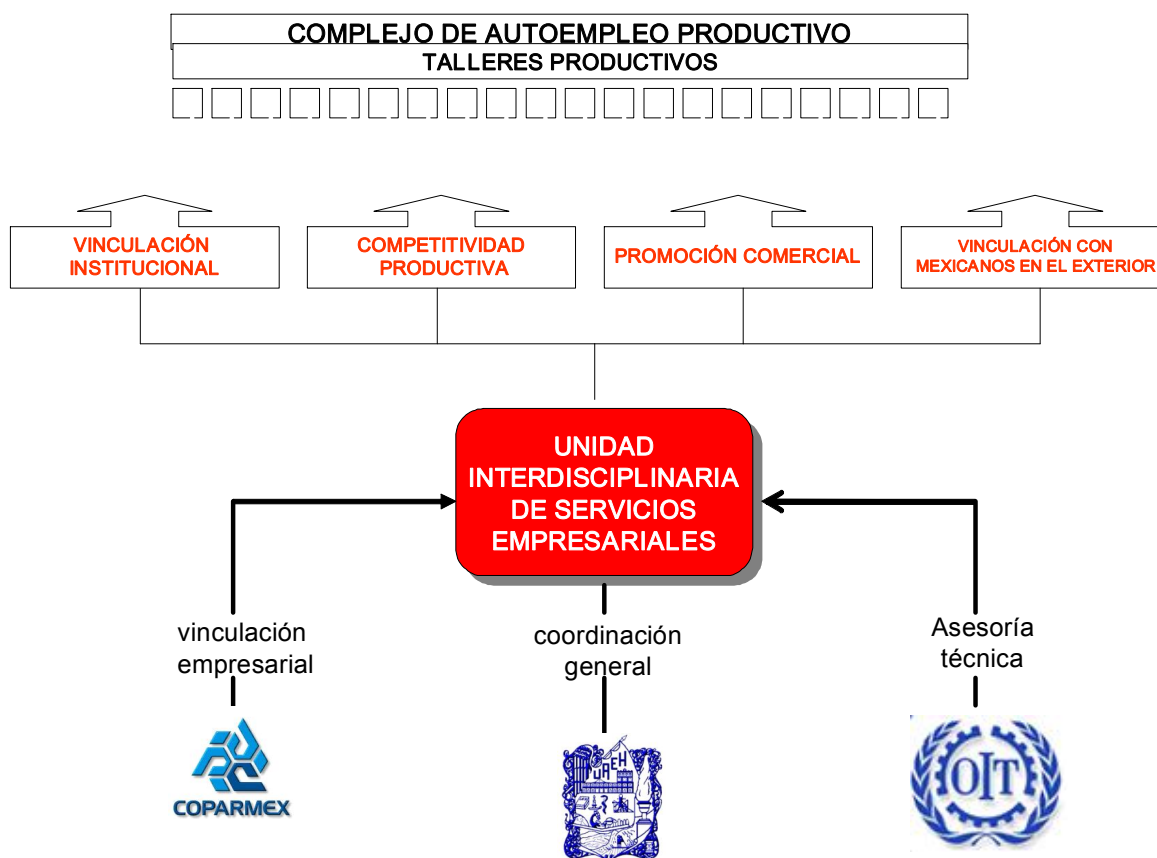 COMPLEJO DE AUTOEMPLEO PRODUCTIVO
TALLERES PRODUCTIVOS
VINCULACIÓN
INSTITUCIONAL
COMPETITIVIDAD
PRODUCTIVA
PROMOCIÓN COMERCIAL
VINCULACIÓN CON
MEXICANOS EN EL EXTERIOR
UNIDAD
INTERDISCIPLINARIA
DE SERVICIOS
EMPRESARIALES
vinculación
empresarial
coordinación
general
Asesoría
técnica
COPARMEX
UAEH
OIT